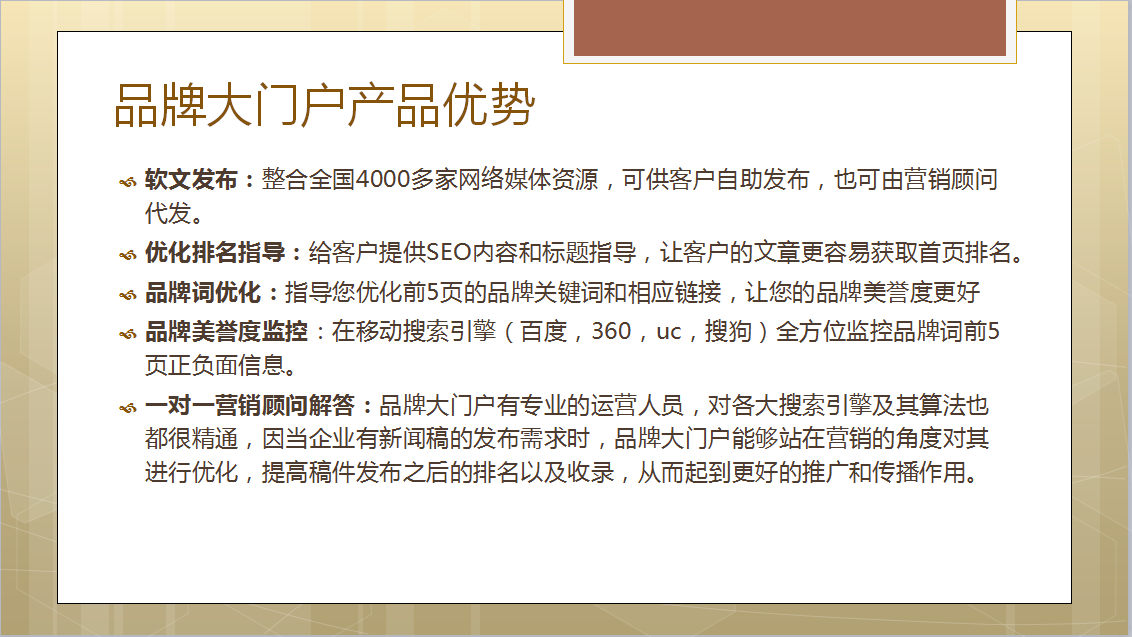 品牌大门户产品优势
软文发布：整合全国4000多家网络媒体资源，可供客户自助发布，也可由营销顾问
代发。
优化排名指导：给客户提供SEO内容和标题指导，让客户的文章更容易获取首页排名。
品牌词优化：指导您优化前5页的品牌关键词和相应链接，让您的品牌美誉度更好
品牌美誉度监控：在移动搜索引擎（百度，360，uc，搜狗）全方位监控品牌词前5
页正负面信息。
一对一营销顾问解答：品牌大门户有专业的运营人员，对各大搜索引擎及其算法也
都很精通，因当企业有新闻稿的发布需求时，品牌大门户能够站在营销的角度对其
进行优化，提高稿件发布之后的排名以及收录，从而起到更好的推广和传播作用。